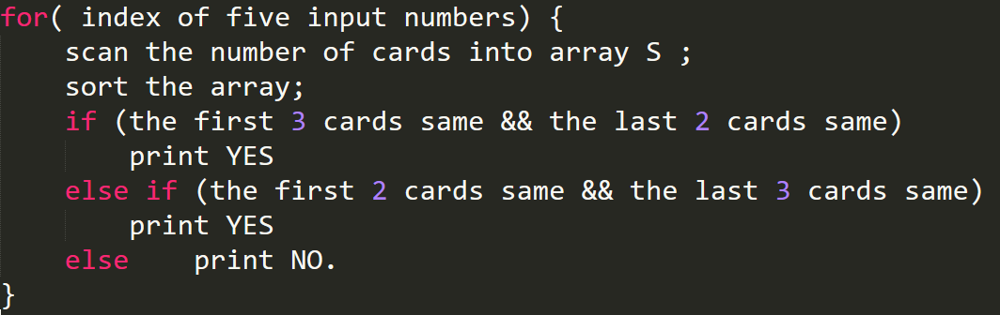 for( index of five input numbers) {
    scan the number of cards into array S ;
    sort the array;
    if (the first 3 cards same && the last 2 cards same)
        print YES
    else if (the first 2 cards same && the last 3 cards same)
        print YES
    else    print NO.
}